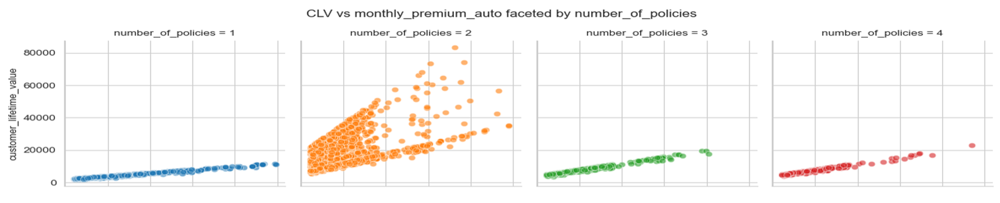 CLV vs monthly_premium_auto faceted by number_of_policies
number_of_policies = 1
number_of_policies = 2
number_of_policies = 3
number_of_policies = 4
customer_lifetime_value
80000
60000
40000
20000
0